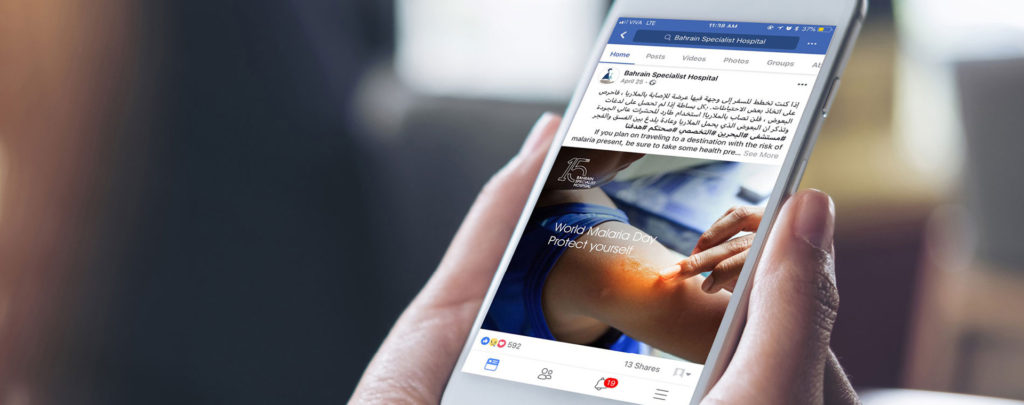 VIVA LTE 11:38 AM 37%
Bahrain Specialist Hospital
Home Posts Videos Photos Groups Ab
Bahrain Specialist Hospital
April 25
إذا كنت تخطط للسفر إلى وجهة فيها عرضة للإصابة بالملاريا ، فاحرص
على اتخاذ بعض الاحتياطات. بكل بساطة إذا لم تحصل على لدغات
البعوض ، فلن تصاب بالملاريا! استخدام طارد للحشرات عالي الجودة
وتذكر ان البعوض الذي يحمل الملاريا وعادة يلدغ بين الغسق والفجر
#مستشفى #البحرين #التخصصي #صحتكم #هدفنا
If you plan on traveling to a destination with the risk of
malaria present, be sure to take some health pre... See More
15
BAHRAIN
SPECIALIST
HOSPITAL
World Malaria Day
Protect yourself
592
13 Shares
19